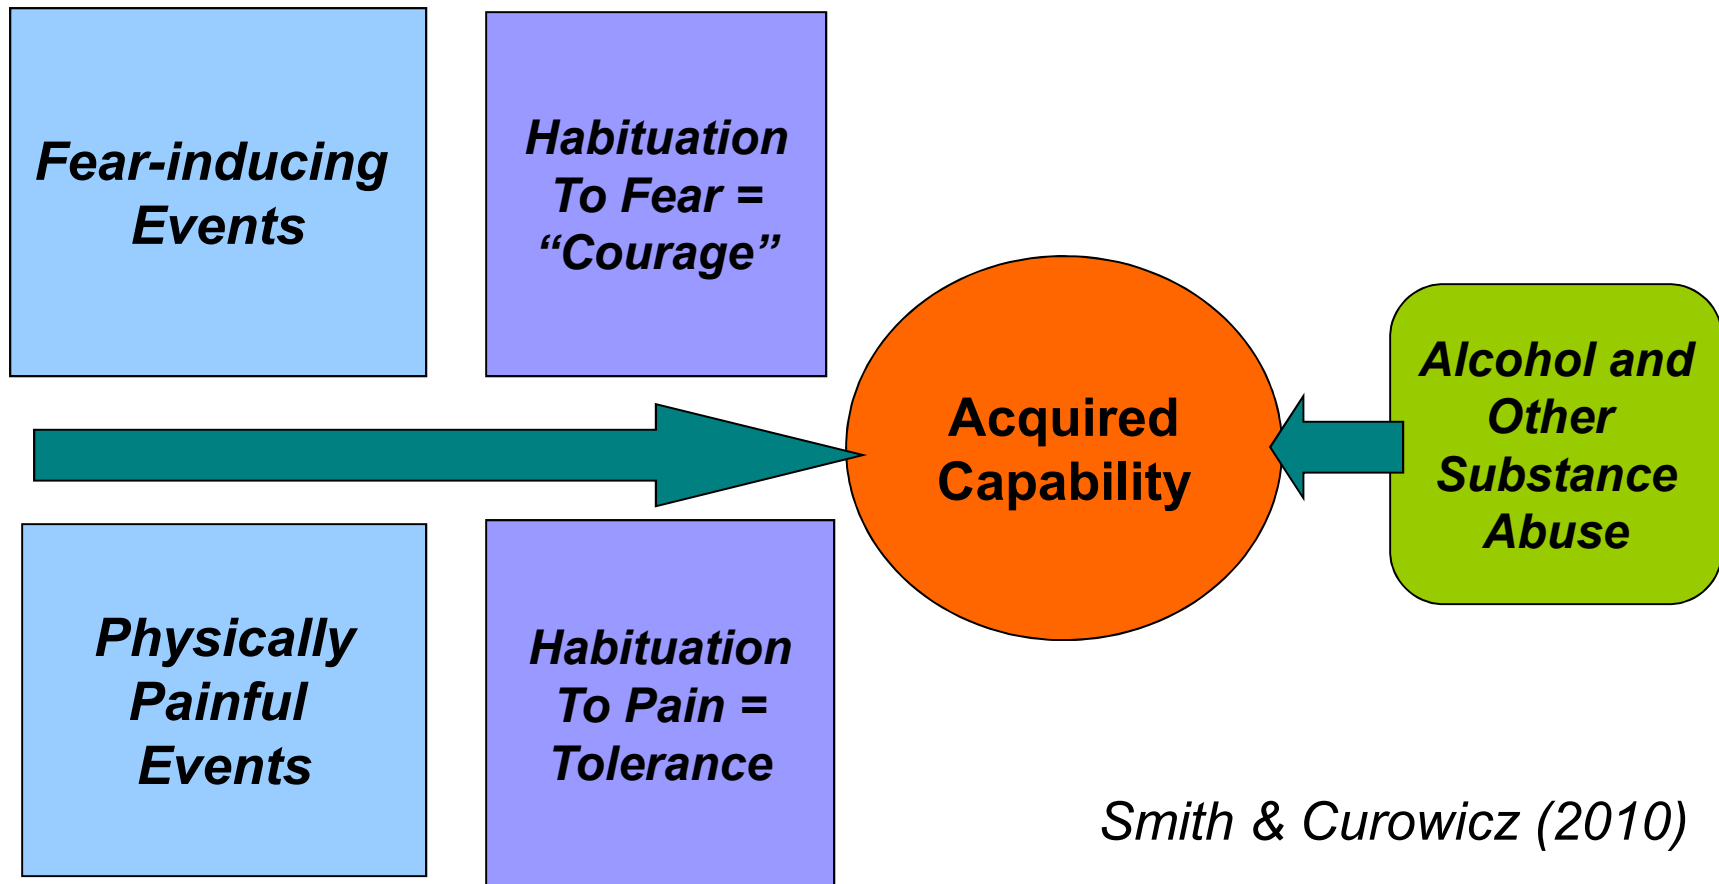 Fear-inducing
Events
Habituation
To Fear =
“Courage”
Acquired
Capability
Alcohol and
Other
Substance
Abuse
Physically
Painful
Events
Habituation
To Pain =
Tolerance
Smith & Curowicz (2010)